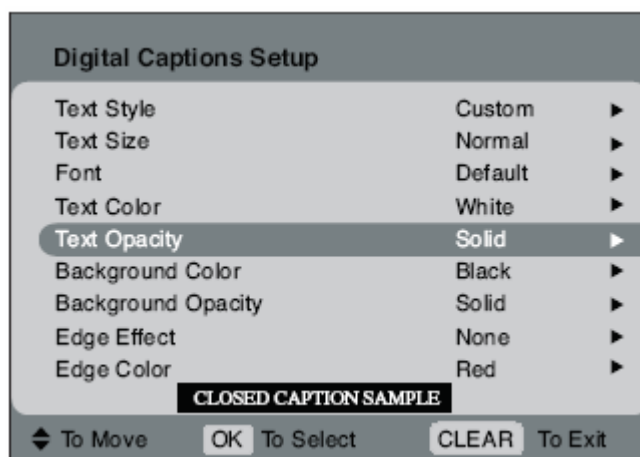 Digital Captions Setup
Text Style Custom
Text Size Normal
Font Default
Text Color White
Text Opacity Solid
Background Color Black
Background Opacity Solid
Edge Effect None
Edge Color Red
CLOSED CAPTION SAMPLE
To Move OK To Select CLEAR To Exit